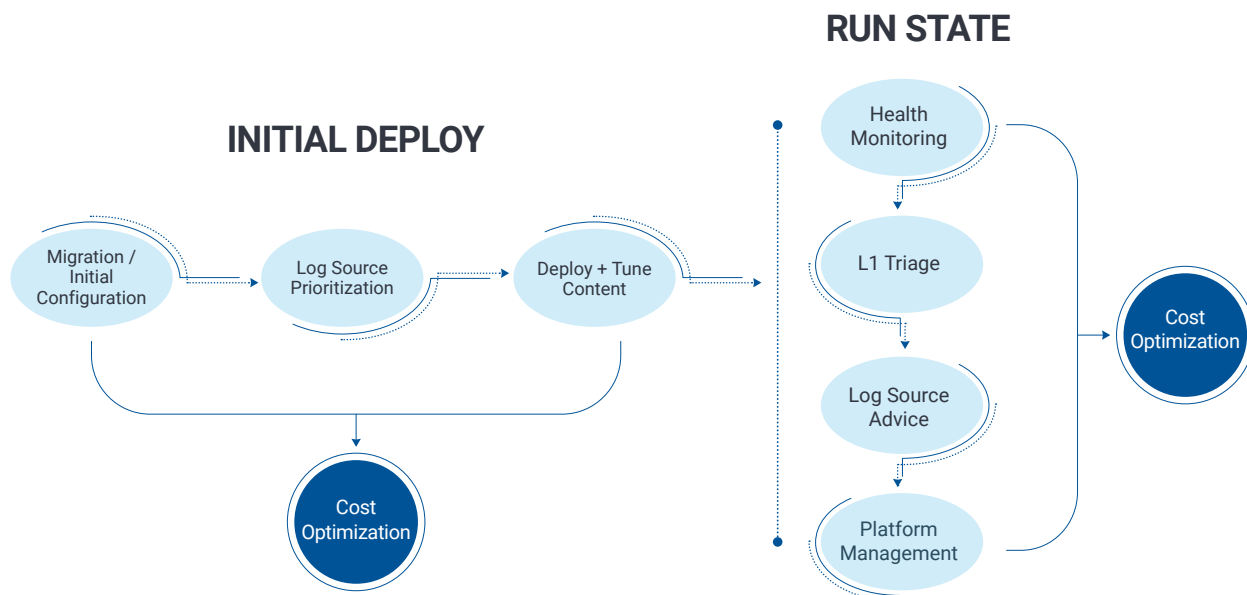 RUN STATE
INITIAL DEPLOY
Health
Monitoring
Migration /
Initial
Configuration
Log Source
Prioritization
Deploy + Tune
Content
L1 Triage
Cost
Optimization
Log Source
Advice
Cost
Optimization
Platform
Management